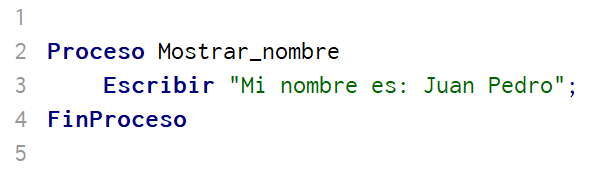 1
2 Proceso Mostrar_nombre
3 Escribir "Mi nombre es: Juan Pedro";
4 FinProceso
5